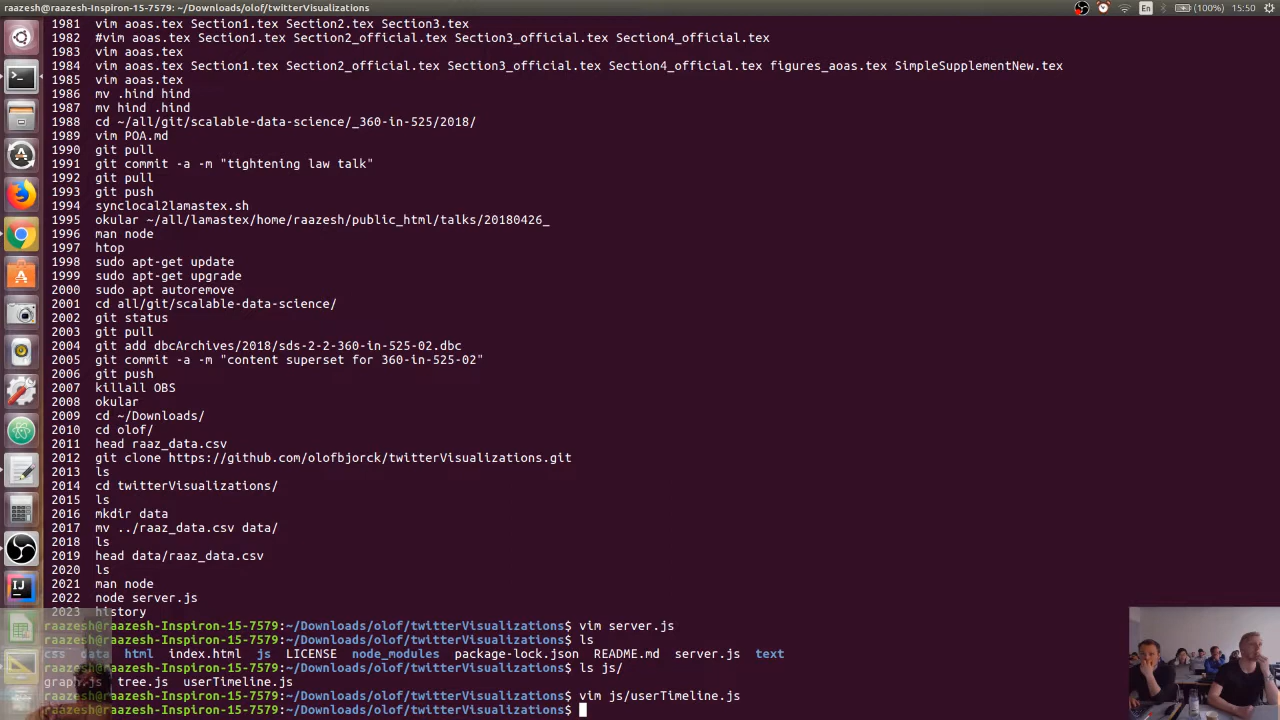 raazesh@raazesh-Inspiron-15-7579: ~/Downloads/olof/twitterVisualizations
En
(100%)
15:50
1981 vim aoas.tex Section1.tex Section2.tex Section3.tex
1982 #vim aoas.tex Section1.tex Section2_official.tex Section3_official.tex Section4_official.tex
1983 vim aoas.tex
1984 vim aoas.tex Section1.tex Section2_official.tex Section3_official.tex Section4_official.tex figures_aoas.tex SimpleSupplementNew.tex
1985 vim aoas.tex
1986 mv .hind hind
1987 mv hind .hind
1988 cd ~/all/git/scalable-data-science/_360-in-525/2018/
1989 vim POA.md
1990 git pull
1991 git commit -a -m "tightening law talk"
1992 git pull
1993 git push
1994 synclocal2lamastex.sh
1995 okular ~/all/lamastex/home/raazesh/public_html/talks/20180426_
1996 man node
1997 htop
1998 sudo apt-get update
1999 sudo apt-get upgrade
2000 sudo apt autoremove
2001 cd all/git/scalable-data-science/
2002 git status
2003 git pull
2004 git add dbcArchives/2018/sds-2-2-360-in-525-02.dbc
2005 git commit -a -m "content superset for 360-in-525-02"
2006 git push
2007 killall OBS
2008 okular
2009 cd ~/Downloads/
2010 cd olof/
2011 head raaz_data.csv
2012 git clone https://github.com/olofbjorck/twitterVisualizations.git
2013 ls
2014 cd twitterVisualizations/
2015 ls
2016 mkdir data
2017 mv ../raaz_data.csv data/
2018 ls
2019 head data/raaz_data.csv
2020 ls
2021 man node
2022 node server.js
2023 history
raazesh@raazesh-Inspiron-15-7579:~/Downloads/olof/twitterVisualizations$ vim server.js
raazesh@raazesh-Inspiron-15-7579:~/Downloads/olof/twitterVisualizations$ ls
css data html index.html js LICENSE node_modules package-lock.json README.md server.js text
raazesh@raazesh-Inspiron-15-7579:~/Downloads/olof/twitterVisualizations$ ls js/
graph.js tree.js userTimeline.js
raazesh@raazesh-Inspiron-15-7579:~/Downloads/olof/twitterVisualizations$ vim js/userTimeline.js
raazesh@raazesh-Inspiron-15-7579:~/Downloads/olof/twitterVisualizations$